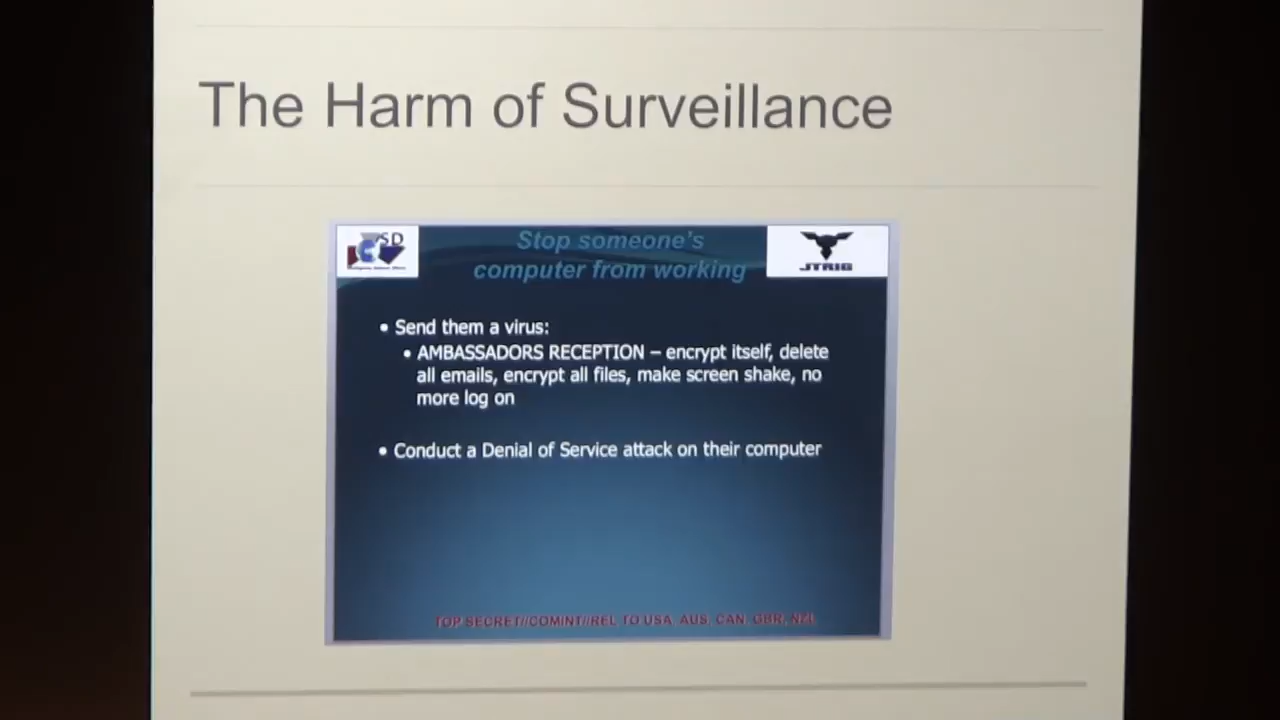 The Harm of Surveillance
SD
Stop someone's
computer from working
JTRIG
• Send them a virus:
• AMBASSADORS RECEPTION – encrypt itself, delete
all emails, encrypt all files, make screen shake, no
more log on
• Conduct a Denial of Service attack on their computer
TOP SECRET//COMINT//REL TO USA, AUS, CAN, GBR, NZL